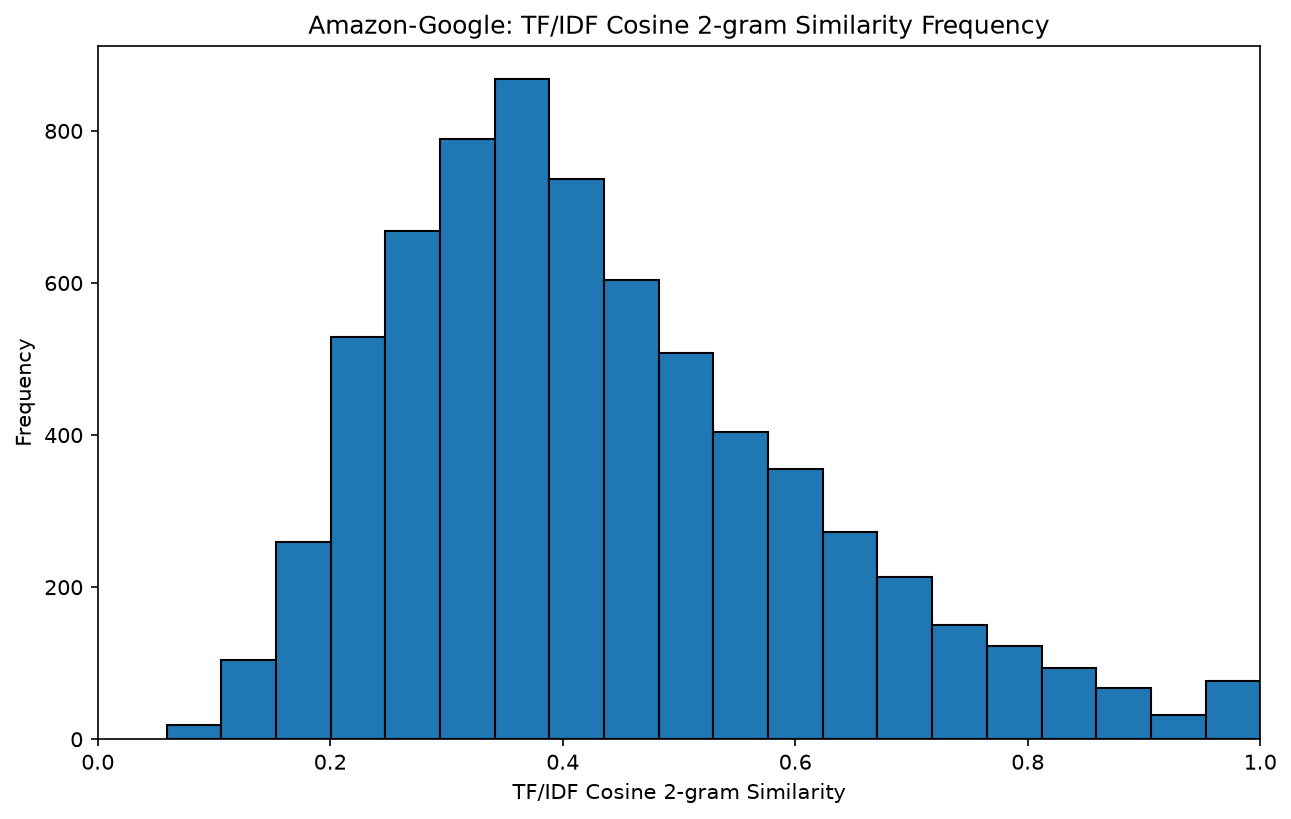 Amazon-Google: TF/IDF Cosine 2-gram Similarity Frequency
Frequency
800
600
400
200
0
0.0 0.2 0.4 0.6 0.8 1.0
TF/IDF Cosine 2-gram Similarity